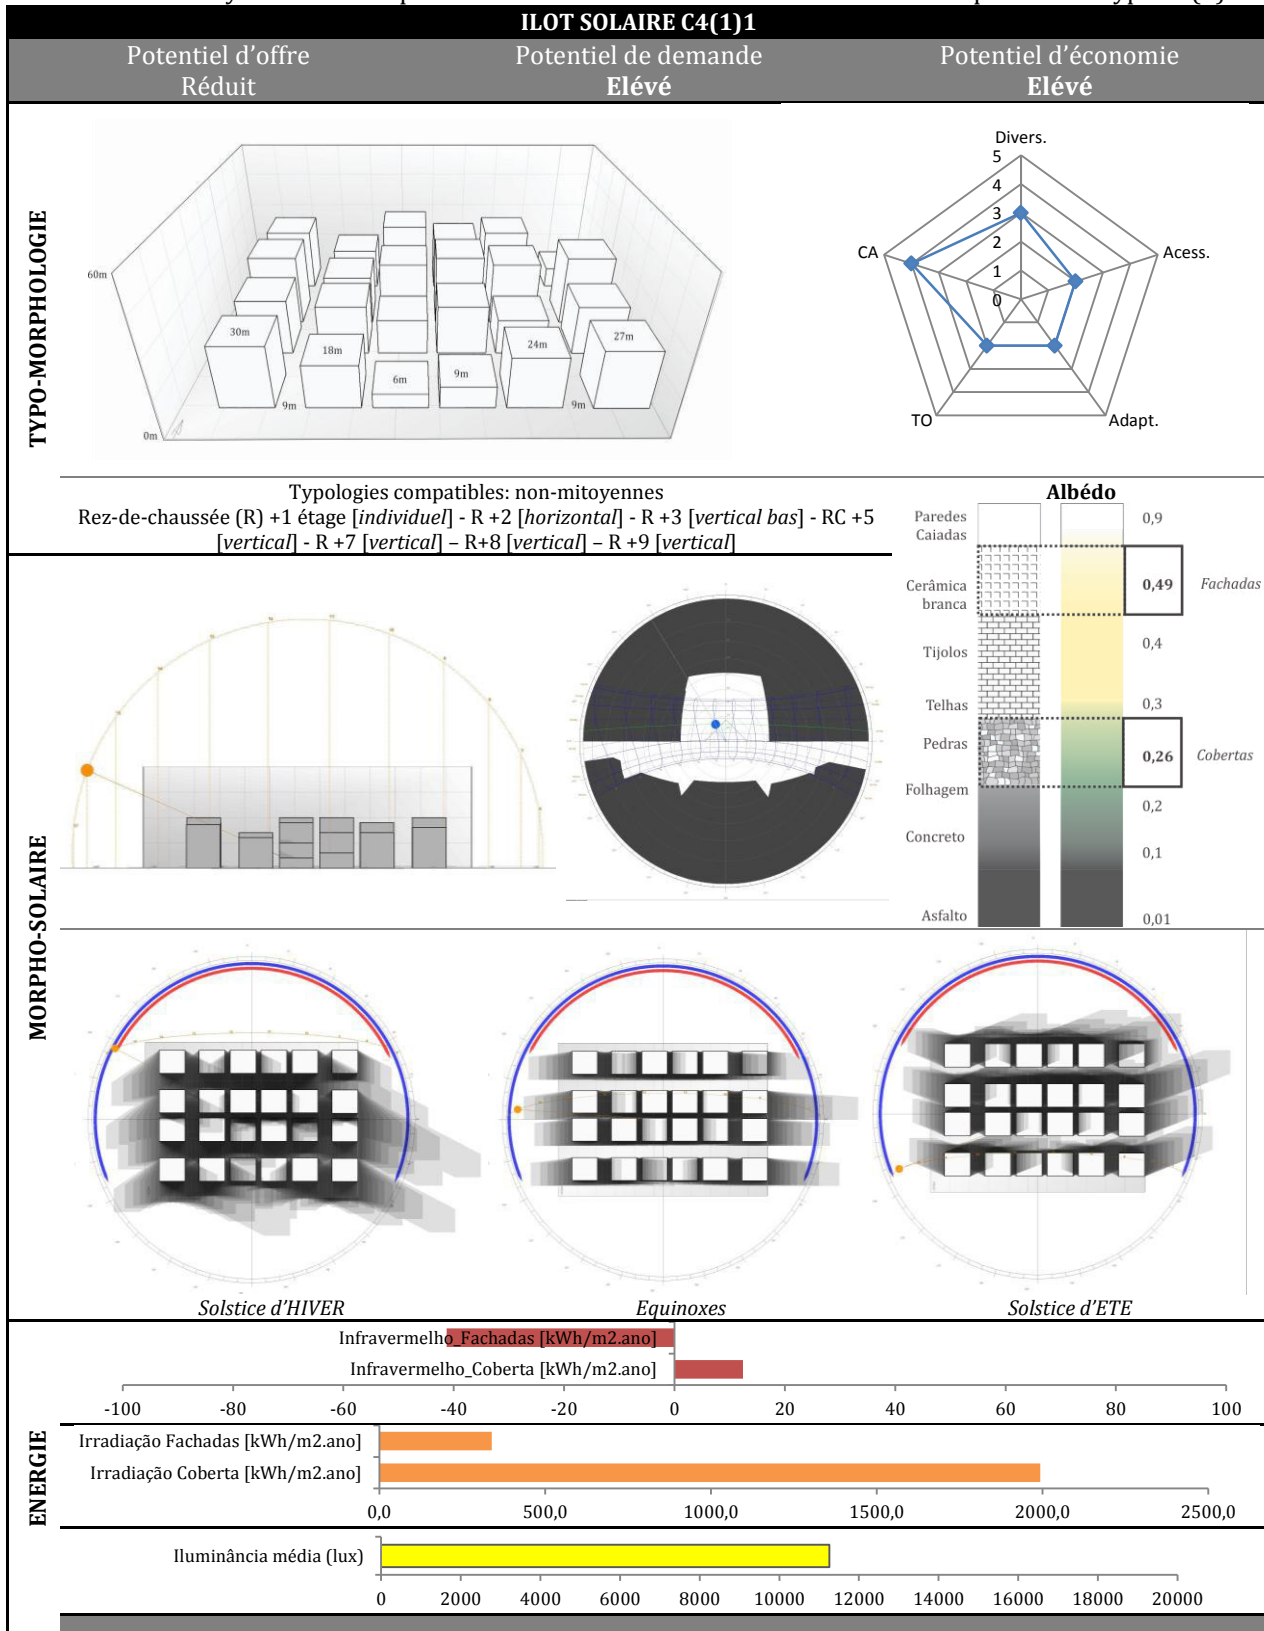 ILOT SOLAIRE C4(1)1
Potentiel d’offre
Réduit
Potentiel de demande
Elévé
Potentiel d’économie
Elévé
TYPO-MORPHOLOGIE
60m
0m
30m
18m
6m
9m
24m
27m
9m
9m
Divers.
5
4
3
2
1
0
CA
Acess.
TO
Adapt.
Typologies compatibles: non-mitoyennes
Rez-de-chaussée (R) +1 étage [individuel] - R +2 [horizontal] - R +3 [vertical bas] - RC +5
[vertical] - R +7 [vertical] – R+8 [vertical] – R +9 [vertical]
Albédo
Paredes
Caiadas
0,9
Cerâmica
branca
0,49
Fachadas
Tijolos
0,4
Telhas
0,3
Pedras
0,26
Cobertas
Folhagem
0,2
Concreto
0,1
Asfalto
0,01
MORPHO-SOLAIRE
Solstice d'HIVER
Equinoxes
Solstice d'ETE
ENERGIE
Infravermelho_Fachadas [kWh/m2.ano]
Infravermelho_Coberta [kWh/m2.ano]
-100 -80 -60 -40 -20 0 20 40 60 80 100
Irradiação Fachadas [kWh/m2.ano]
Irradiação Coberta [kWh/m2.ano]
0,0 500,0 1000,0 1500,0 2000,0 2500,0
Iluminância média (lux)
0 2000 4000 6000 8000 10000 12000 14000 16000 18000 20000